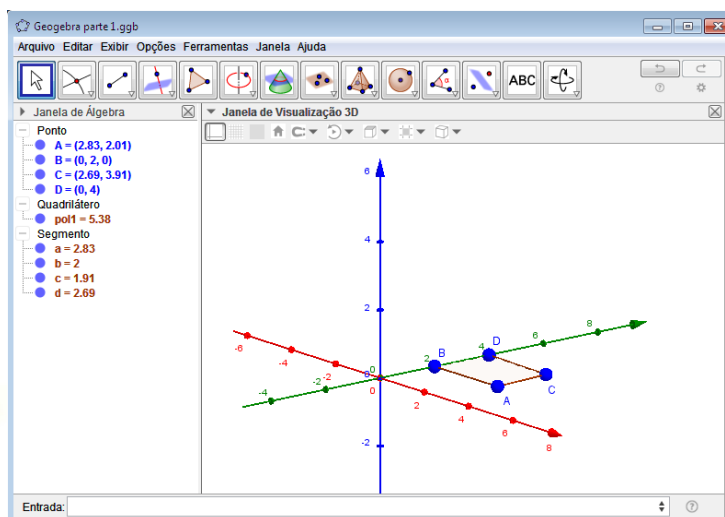 Geogebra parte 1.ggb
Arquivo Editar Exibir Opções Ferramentas Janela Ajuda
ABC
Janela de Álgebra
Janela de Visualização 3D
Ponto
A = (2.83, 2.01)
B = (0, 2, 0)
C = (2.69, 3.91)
D = (0, 4)
Quadrilátero
pol1 = 5.38
Segmento
a = 2.83
b = 2
c = 1.91
d = 2.69
6
4
2
0
-2
-6
-4
-2
0
2
4
6
8
-4
-2
0
2
4
6
8
B
D
A
C
Entrada: